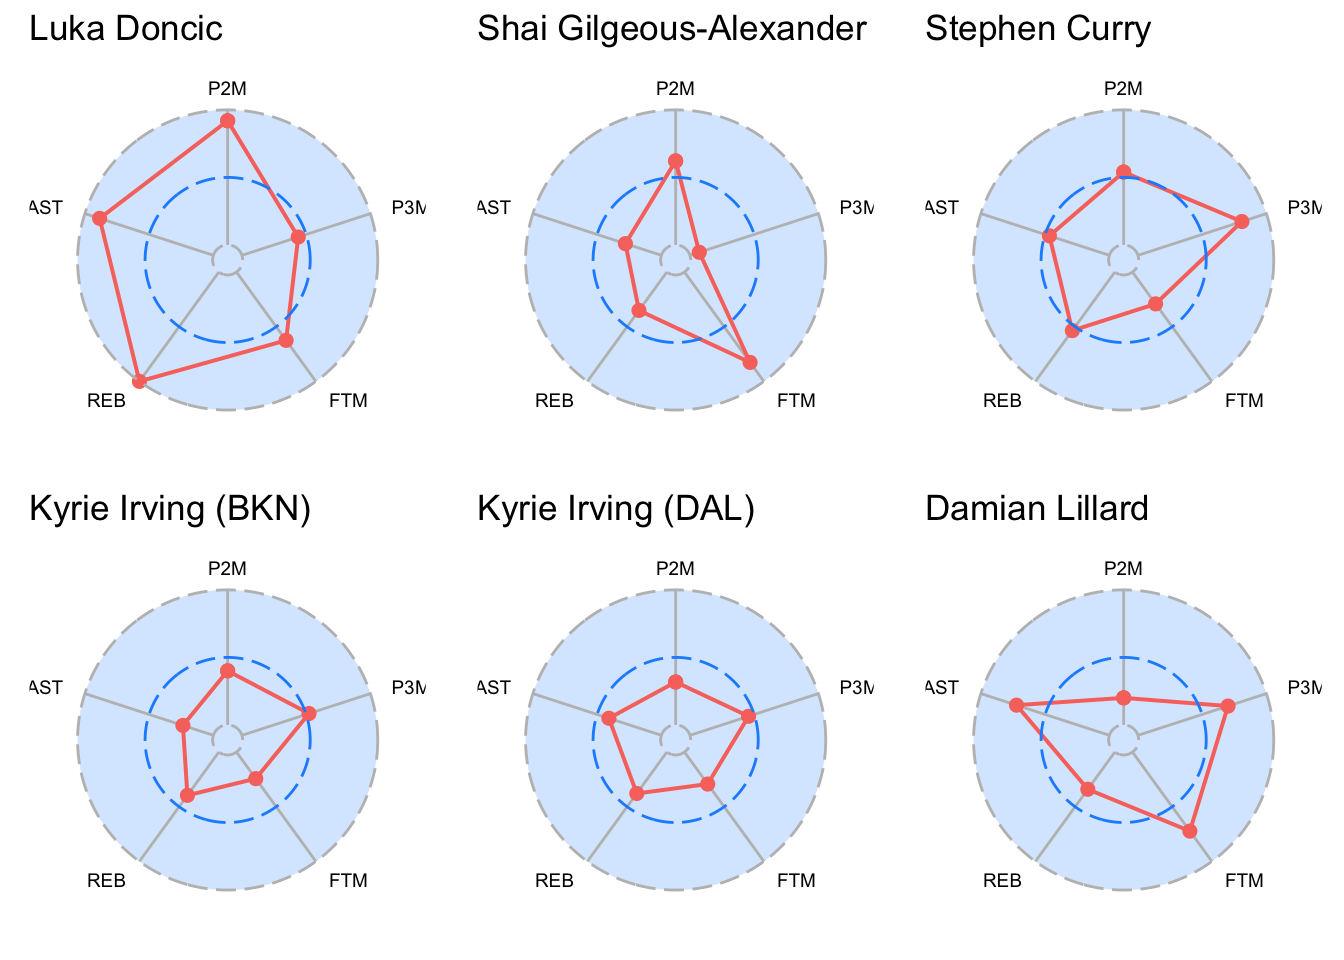 Luka Doncic
P2M
AST
P3M
REB
FTM
Shai Gilgeous-Alexander
P2M
AST
P3M
REB
FTM
Stephen Curry
P2M
AST
P3M
REB
FTM
Kyrie Irving (BKN)
P2M
AST
P3M
REB
FTM
Kyrie Irving (DAL)
P2M
AST
P3M
REB
FTM
Damian Lillard
P2M
AST
P3M
REB
FTM